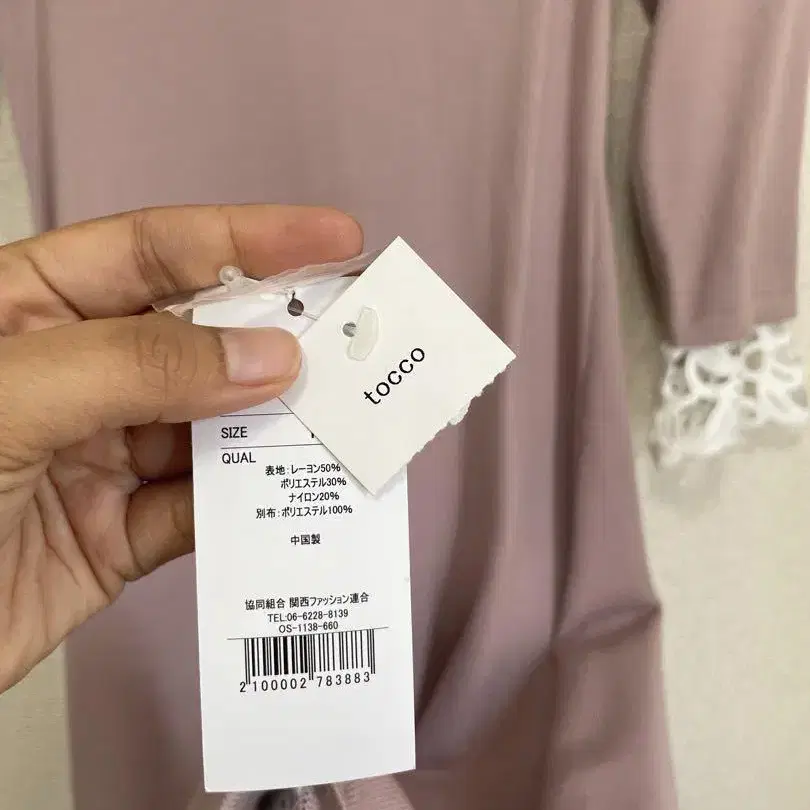 tocco
SIZE
QUAL
表地:レーヨン50%
ポリエステル30%
ナイロン20%
別布:ポリエステル100%
中国製
協同組合 関西ファッション連合
TEL:06-6228-8139
OS-1138-660
2100002783883